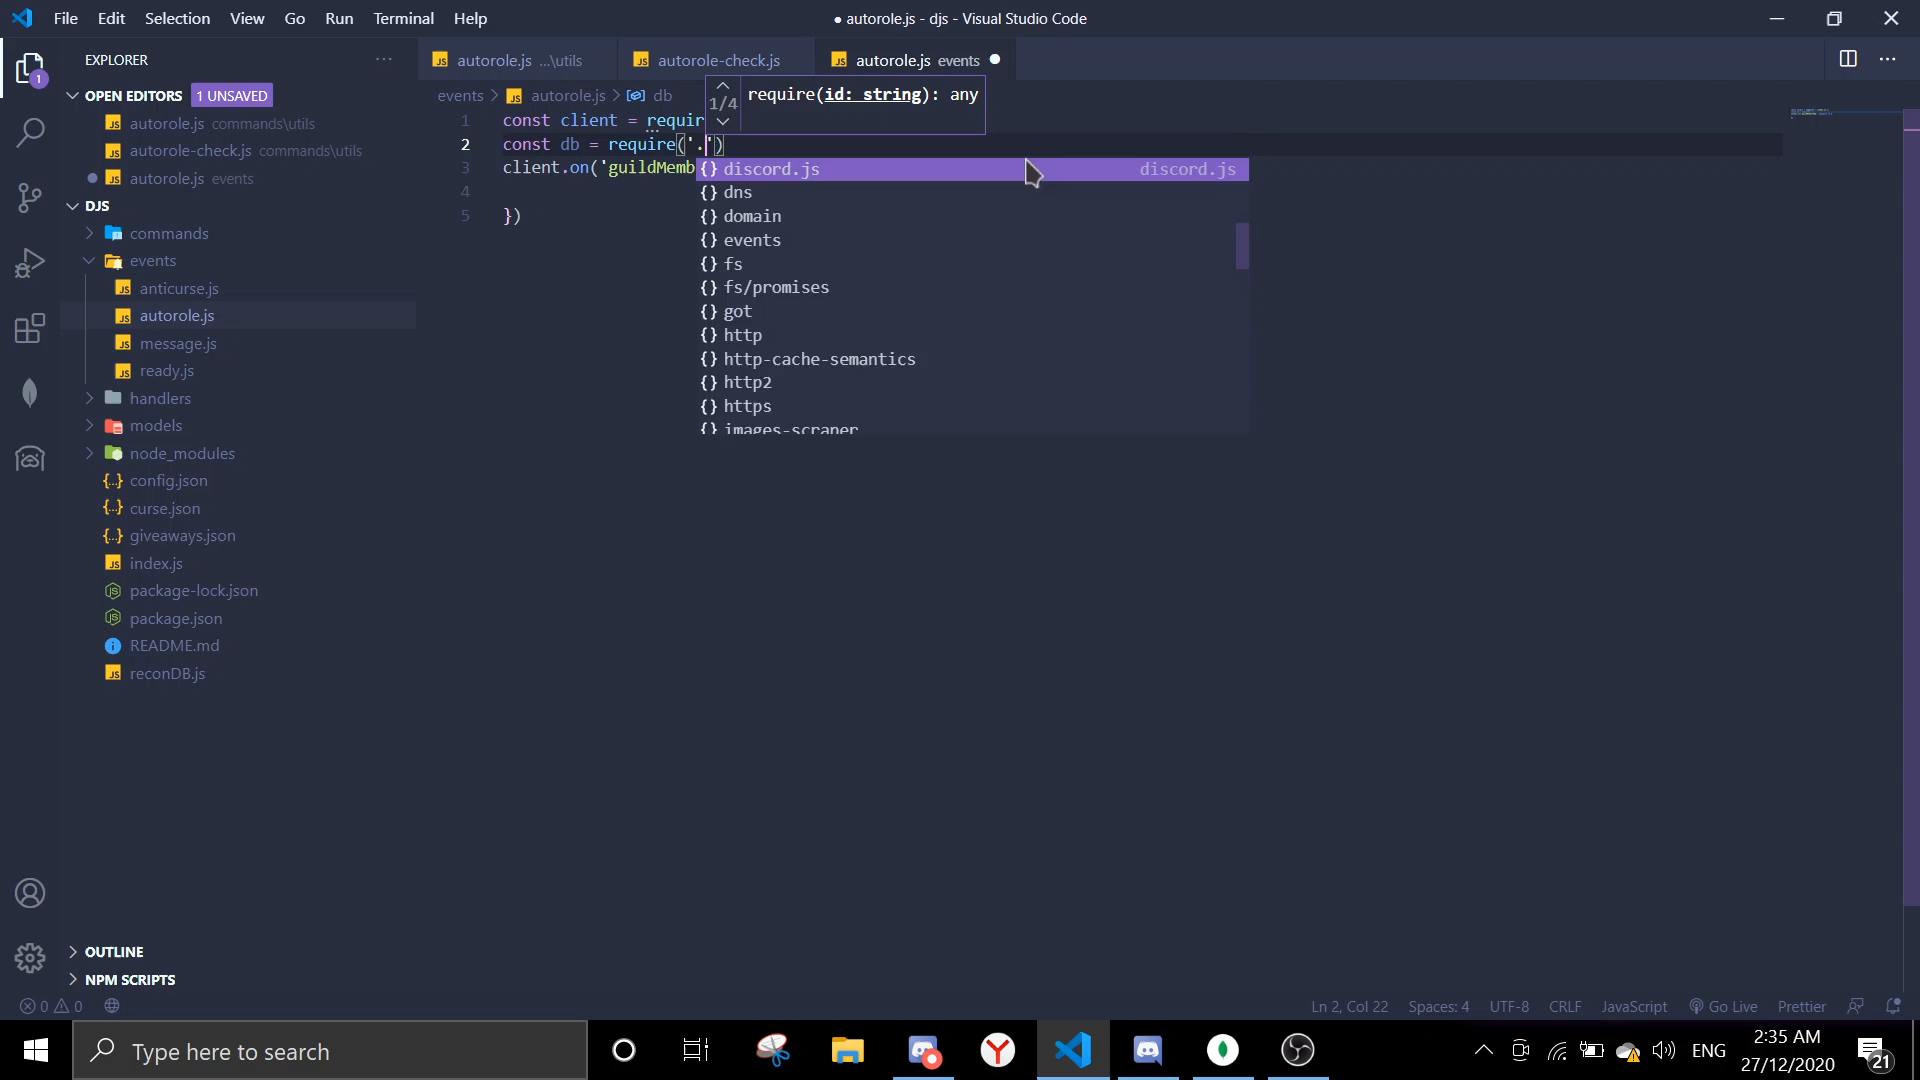 File Edit Selection View Go Run Terminal Help
● autorole.js - djs - Visual Studio Code
EXPLORER
autorole.js ...\utils
autorole-check.js
autorole.js events
OPEN EDITORS 1 UNSAVED
autorole.js commands\utils
autorole-check.js commands\utils
autorole.js events
DJS
commands
events
anticurse.js
autorole.js
message.js
ready.js
handlers
models
node_modules
config.json
curse.json
giveaways.json
index.js
package-lock.json
package.json
README.md
reconDB.js
OUTLINE
NPM SCRIPTS
events > autorole.js > db
1/4 require(id: string): any
1 const client = requir
2 const db = require('.')
3 client.on('guildMemb
4
5 })
discord.js discord.js
dns
domain
events
fs
fs/promises
got
http
http-cache-semantics
http2
https
images-scraper
0 0
Ln 2, Col 22 Spaces: 4 UTF-8 CRLF JavaScript Go Live Prettier
Type here to search
ENG
2:35 AM
27/12/2020
21